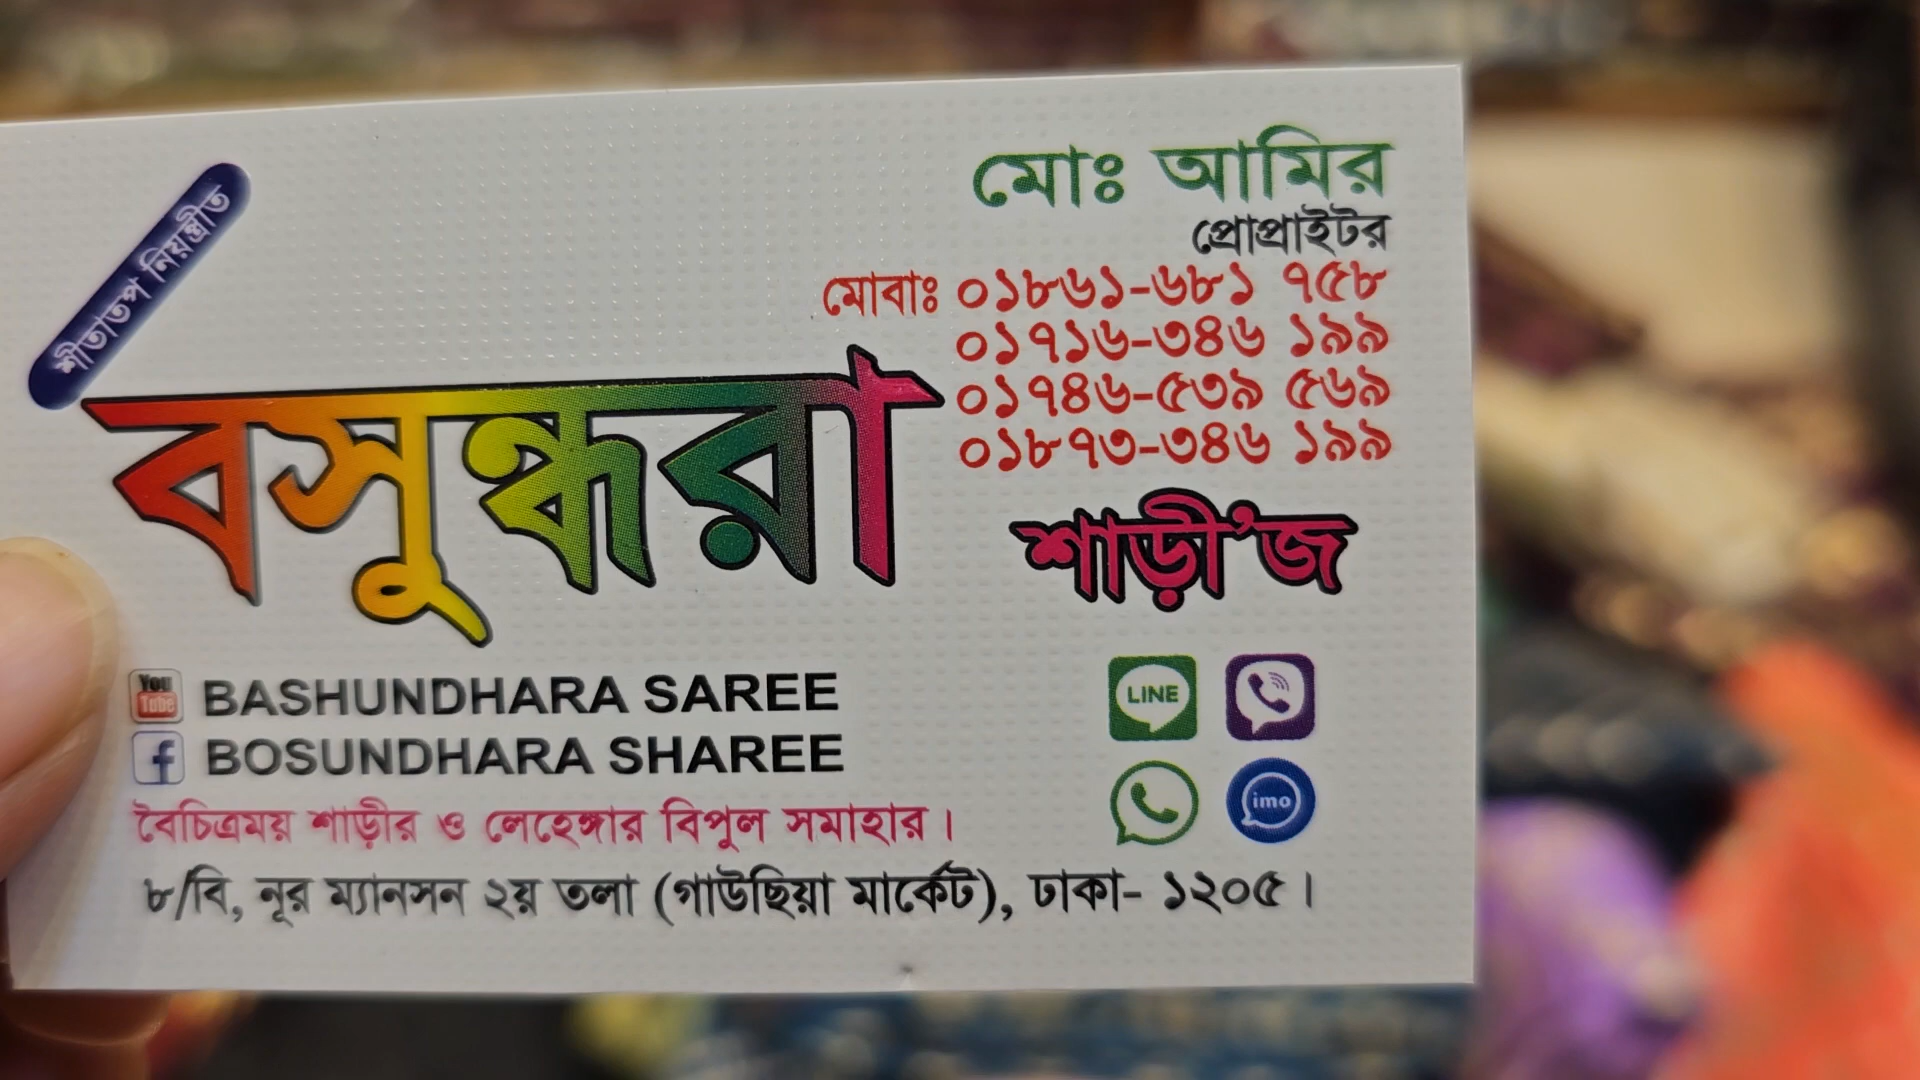 শীতাতপ নিয়ন্ত্রীত
মোঃ আমির
প্রোপ্রাইটর
মোবাঃ ০১৮৬১-৬৮১ ৭৫৮
০১৭১৬-৩৪৬ ১৯৯
০১৭৪৬-৫৩৯ ৫৬৯
০১৮৭৩-৩৪৬ ১৯৯
বসুন্ধরা
শাড়ী'জ
You Tube BASHUNDHARA SAREE
f BOSUNDHARA SHAREE
LINE
imo
বৈচিত্রময় শাড়ীর ও লেহেঙ্গার বিপুল সমাহার।
৮/বি, নূর ম্যানসন ২য় তলা (গাউছিয়া মার্কেট), ঢাকা- ১২০৫।